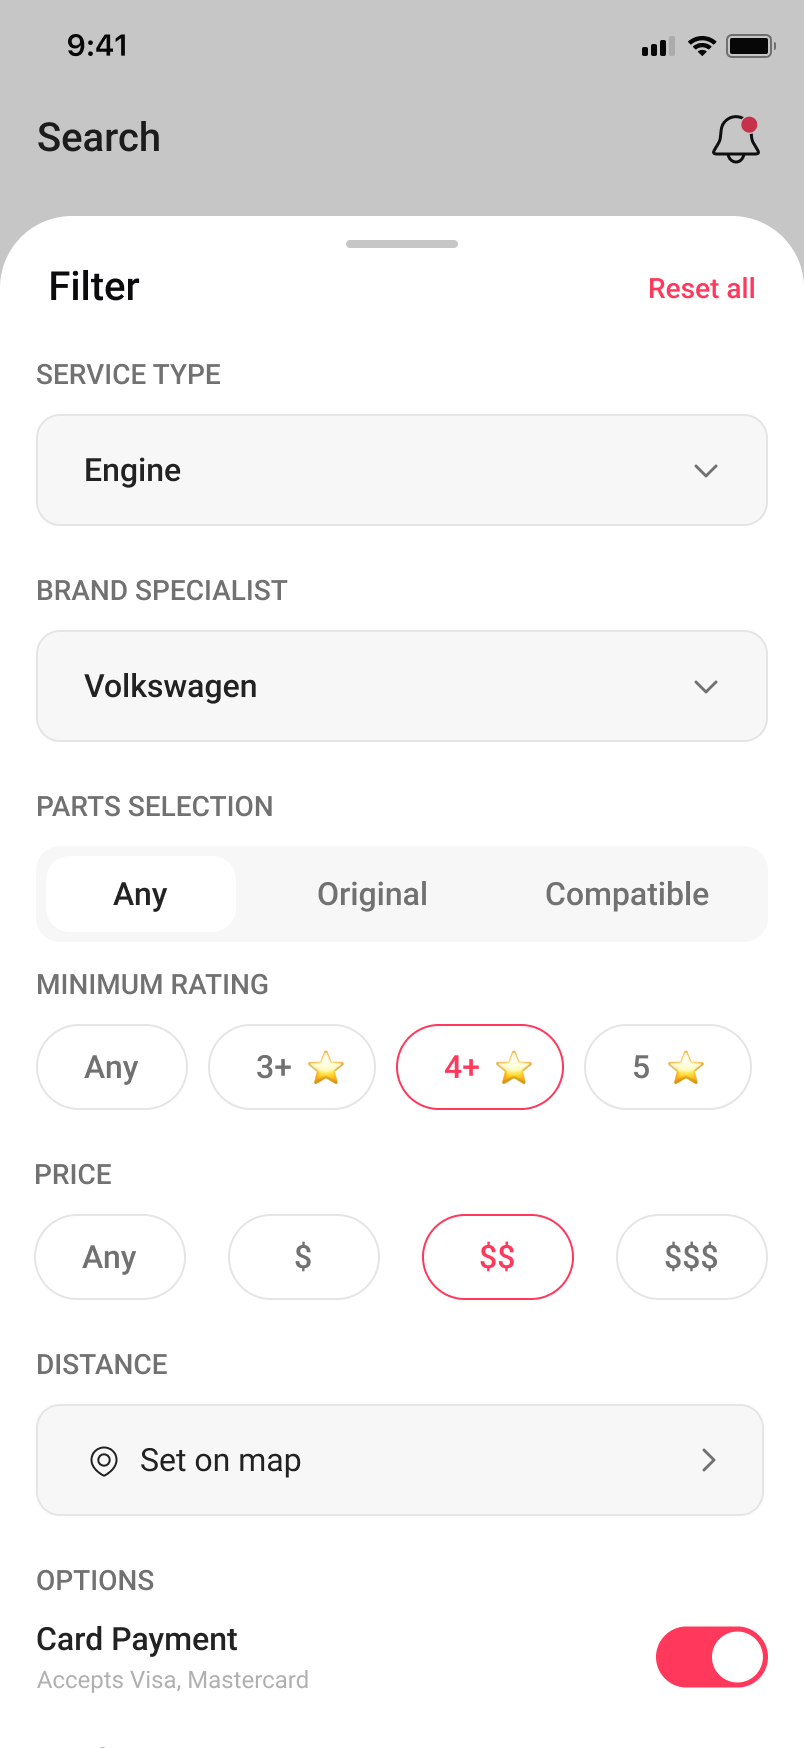 9:41
Search
Filter
Reset all
SERVICE TYPE
Engine
BRAND SPECIALIST
Volkswagen
PARTS SELECTION
Any Original Compatible
MINIMUM RATING
Any 3+ ⭐ 4+ ⭐ 5 ⭐
PRICE
Any $ $$ $$$
DISTANCE
Set on map
OPTIONS
Card Payment
Accepts Visa, Mastercard